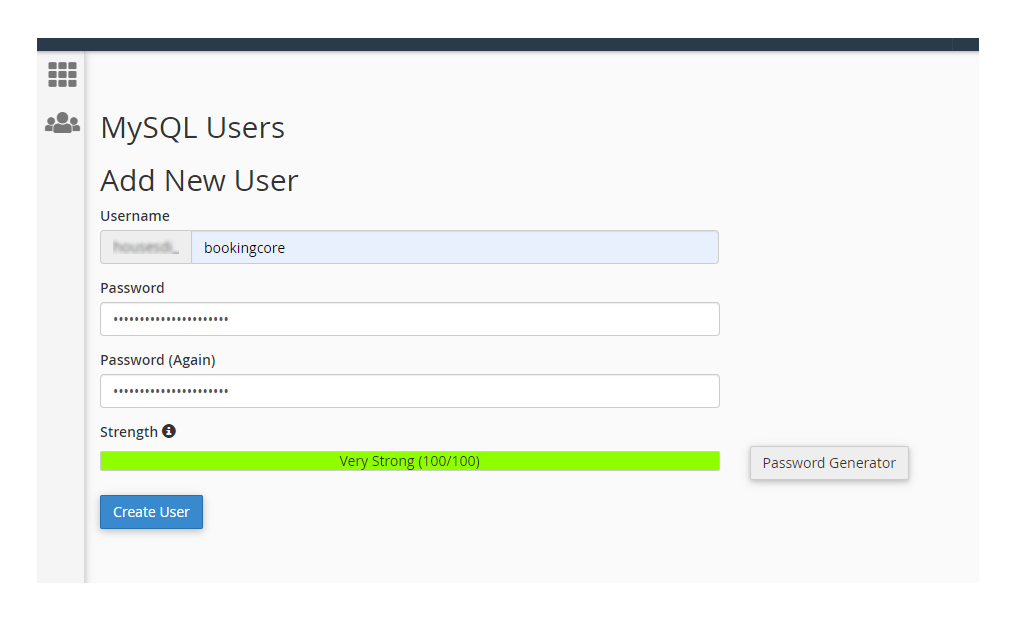 MySQL Users
Add New User
Username
bookingcore
Password
••••••••••••••••••••••
Password (Again)
••••••••••••••••••••••
Strength
Very Strong (100/100)
Password Generator
Create User